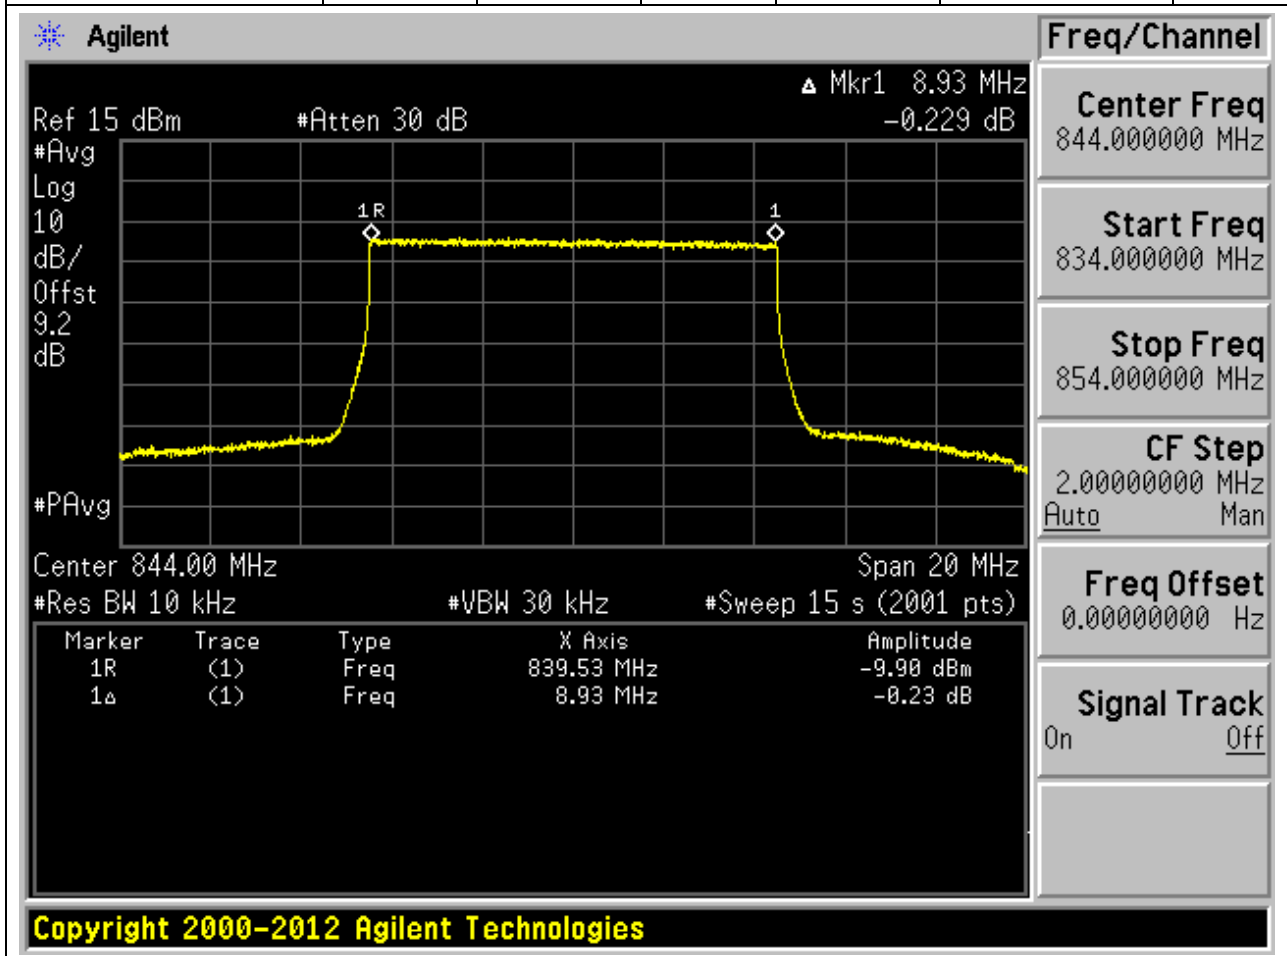 Agilent
Freq/Channel
Δ Mkr1 8.93 MHz
Ref 15 dBm #Atten 30 dB -0.229 dB
#Avg
Log
10
dB/
Offst
9.2
dB
#PAvg
1R
1
Center 844.00 MHz Span 20 MHz
#Res BW 10 kHz #VBW 30 kHz #Sweep 15 s (2001 pts)
Marker Trace Type X Axis Amplitude
1R (1) Freq 839.53 MHz -9.90 dBm
1Δ (1) Freq 8.93 MHz -0.23 dB
Center Freq
844.000000 MHz
Start Freq
834.000000 MHz
Stop Freq
854.000000 MHz
CF Step
2.00000000 MHz
Auto Man
Freq Offset
0.00000000 Hz
Signal Track
On Off
Copyright 2000-2012 Agilent Technologies